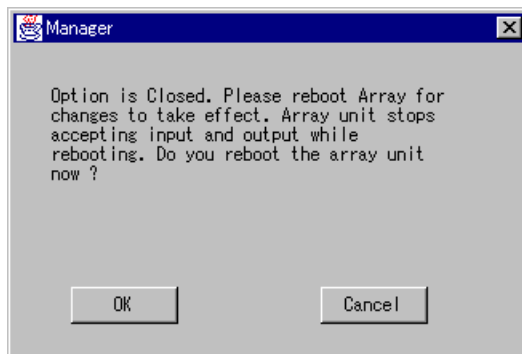 Manager
Option is Closed. Please reboot Array for
changes to take effect. Array unit stops
accepting input and output while
rebooting. Do you reboot the array unit
now ?
OK
Cancel